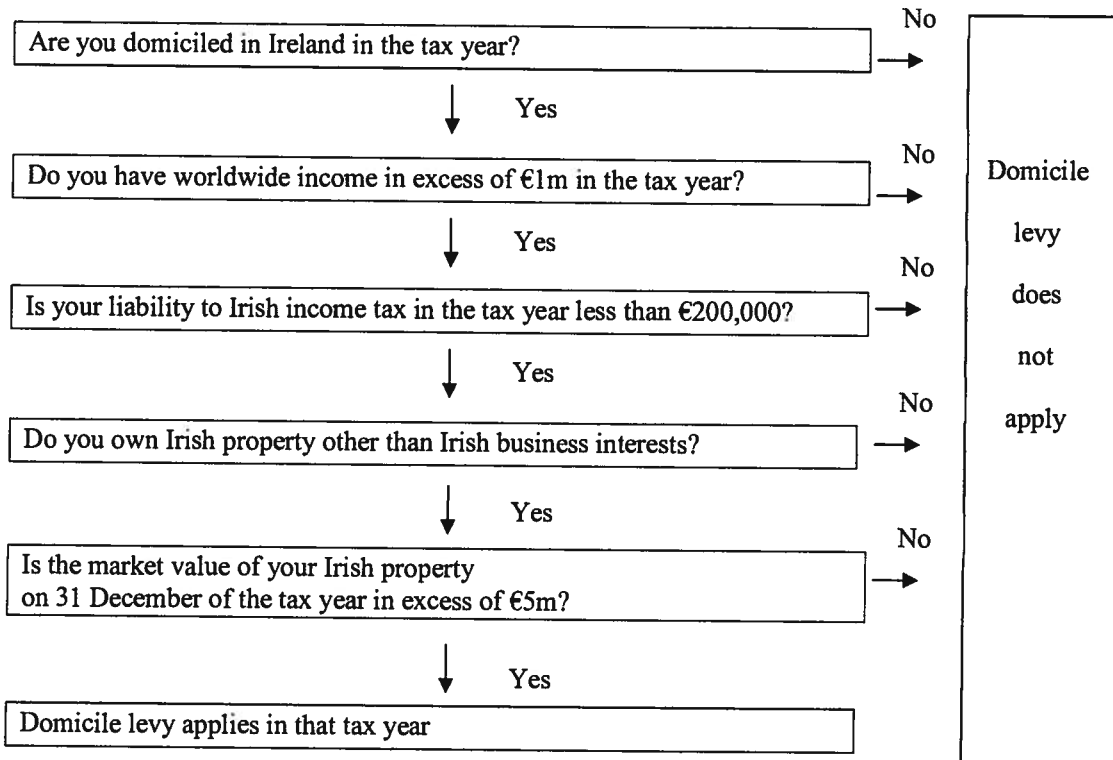 No
Are you domiciled in Ireland in the tax year?
Yes
No
Do you have worldwide income in excess of €1m in the tax year?
Yes
No
Is your liability to Irish income tax in the tax year less than €200,000?
Yes
No
Do you own Irish property other than Irish business interests?
Yes
No
Is the market value of your Irish property
on 31 December of the tax year in excess of €5m?
Yes
Domicile levy applies in that tax year
Domicile
levy
does
not
apply